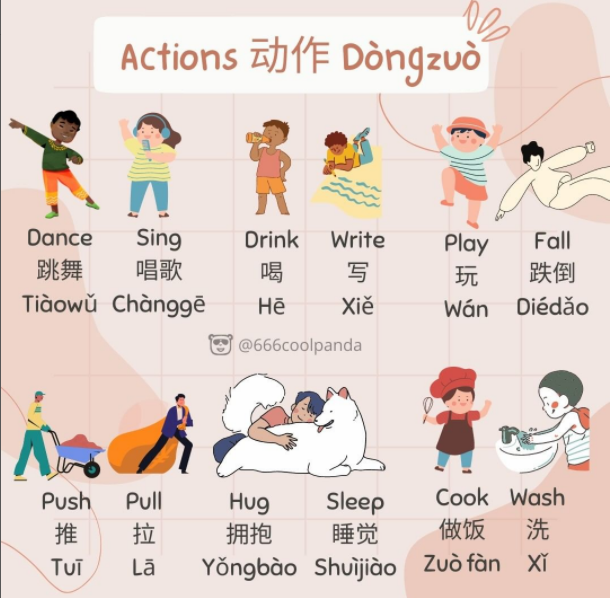 Actions 动作 Dòngzuò
Dance Sing Drink Write Play Fall
跳舞 唱歌 喝 写 玩 跌倒
Tiàowǔ Chànggē Hē Xiě Wán Diédǎo
@666coolpanda
Push Pull Hug Sleep Cook Wash
推 拉 拥抱 睡觉 做饭 洗
Tuī Lā Yǒngbào Shuìjiào Zuò fàn Xǐ